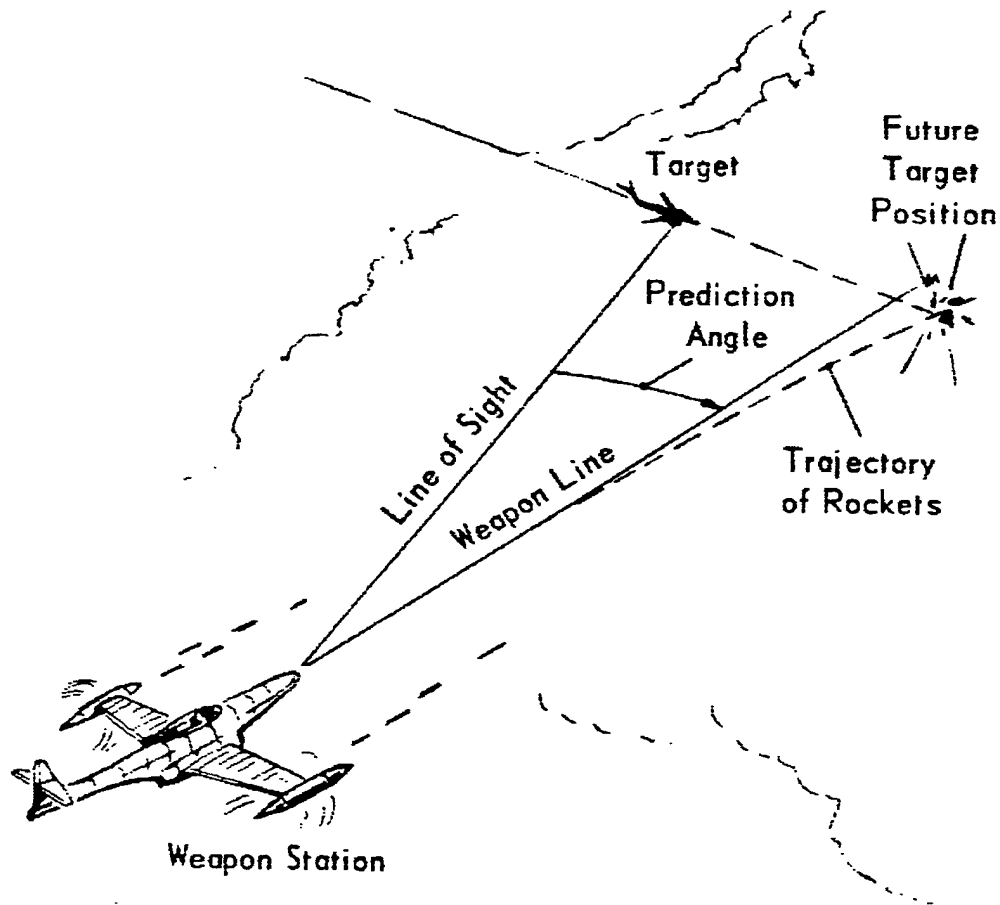 Future
Target
Position
Target
Prediction
Angle
Line of Sight
Weapon Line
Trajectory
of Rockets
Weapon Station